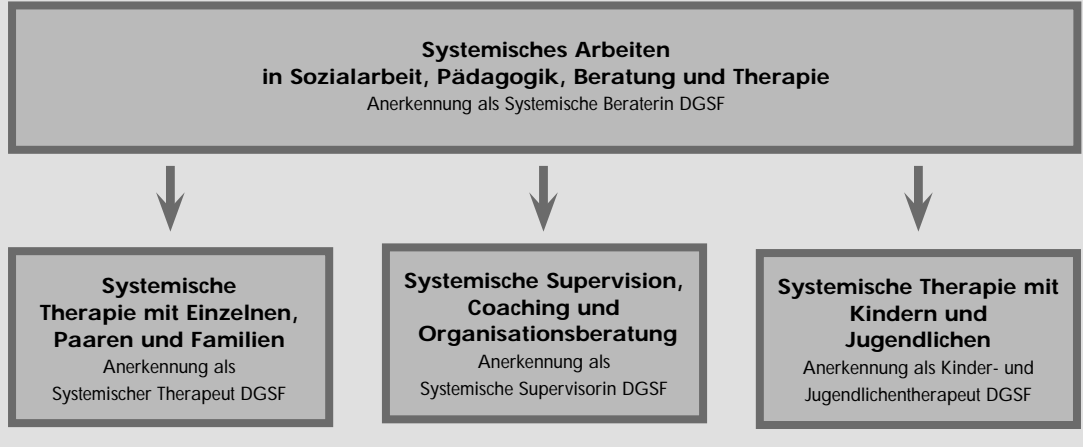 Systemisches Arbeiten
in Sozialarbeit, Pädagogik, Beratung und Therapie
Anerkennung als Systemische Beraterin DGSF
Systemische
Therapie mit Einzelnen,
Paaren und Familien
Anerkennung als
Systemischer Therapeut DGSF
Systemische Supervision,
Coaching und
Organisationsberatung
Anerkennung als
Systemische Supervisorin DGSF
Systemische Therapie mit
Kindern und
Jugendlichen
Anerkennung als Kinder- und
Jugendlichentherapeut DGSF